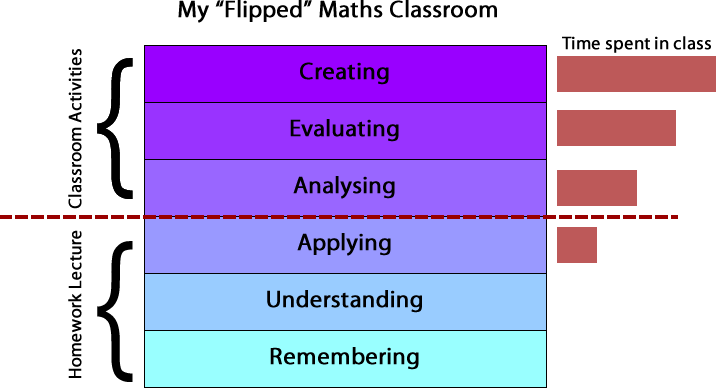 My “Flipped” Maths Classroom
Time spent in class
Classroom Activities
Creating
Evaluating
Analysing
Homework Lecture
Applying
Understanding
Remembering